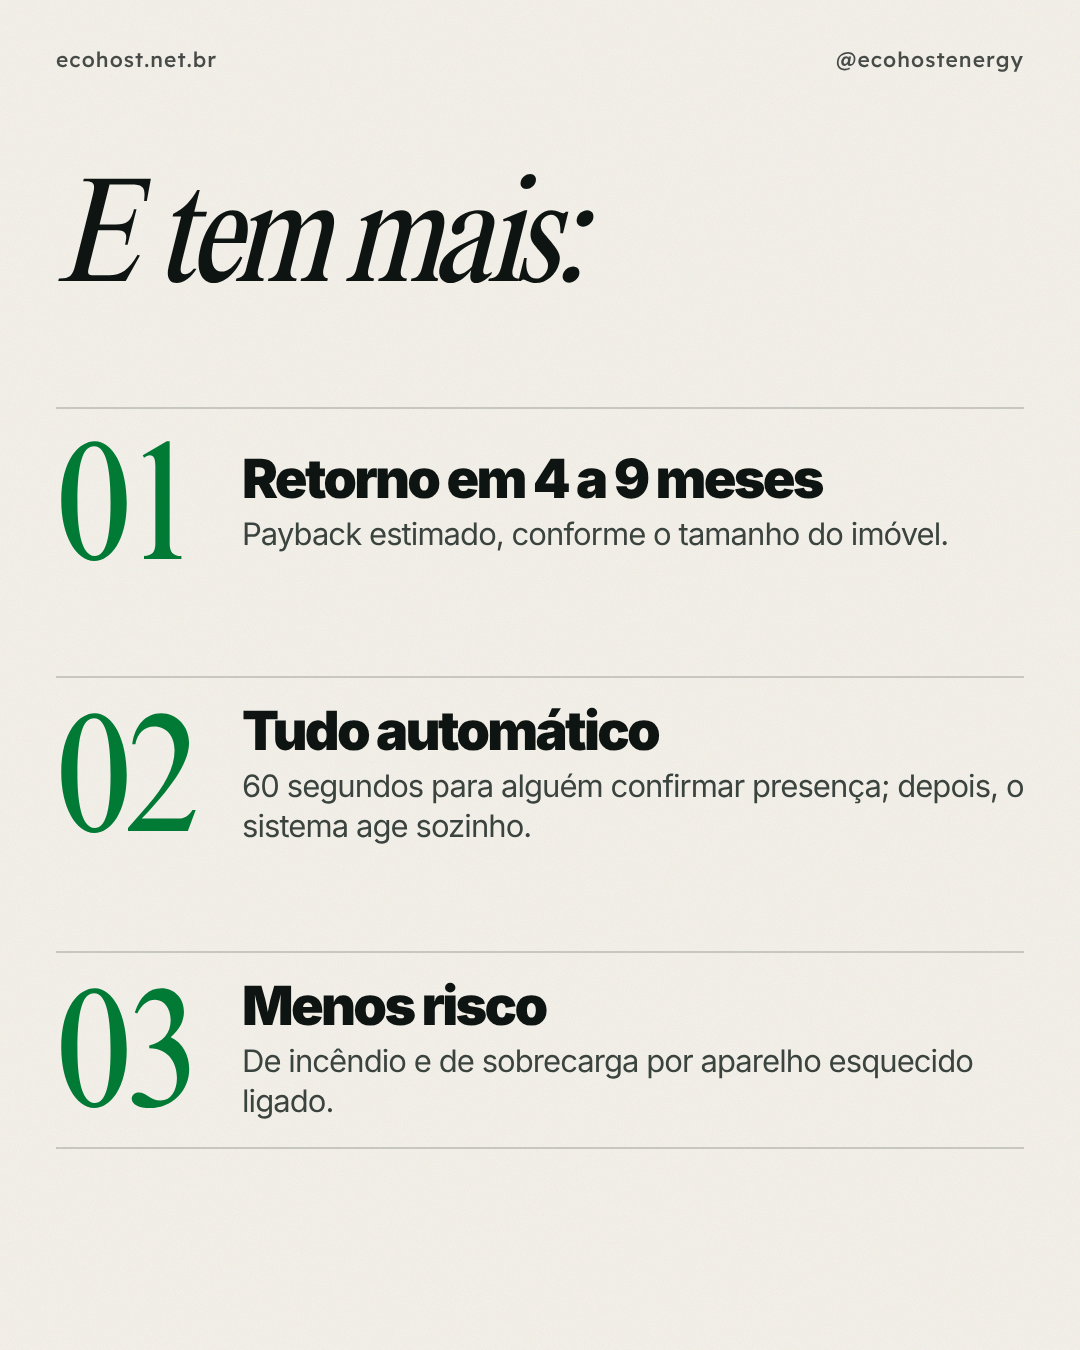 ecohost.net.br
@ecohostenergy
E tem mais:
01
Retorno em 4 a 9 meses
Payback estimado, conforme o tamanho do imóvel.
02
Tudo automático
60 segundos para alguém confirmar presença; depois, o
sistema age sozinho.
03
Menos risco
De incêndio e de sobrecarga por aparelho esquecido
ligado.